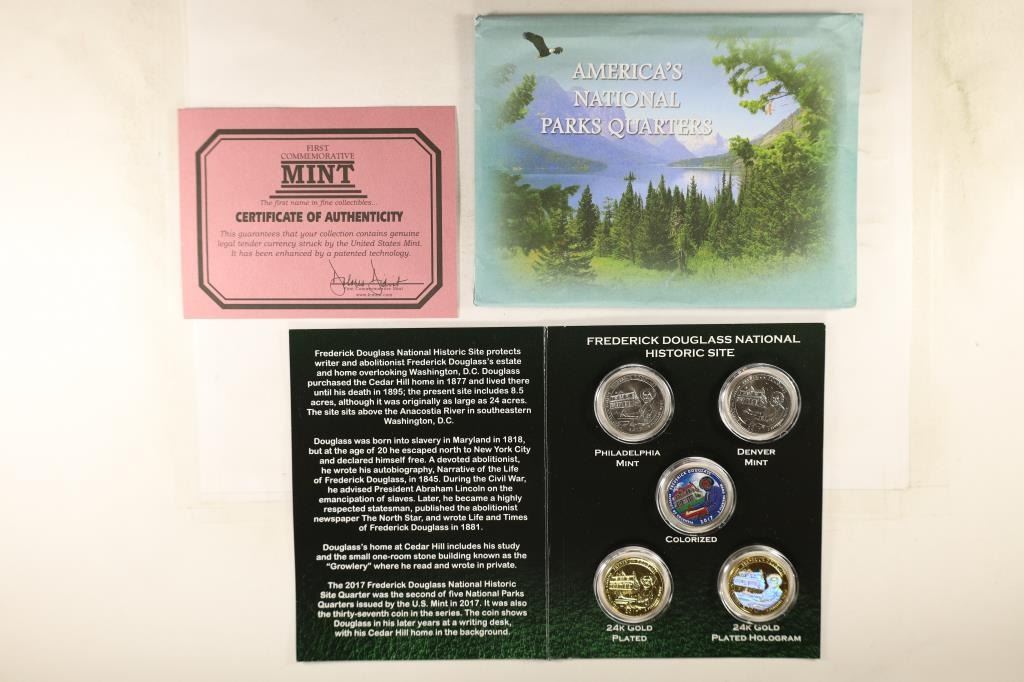 FIRST
COMMEMORATIVE
MINT
The first name in fine collectibles...
CERTIFICATE OF AUTHENTICITY
This guarantees that your collection contains genuine
legal tender currency struck by the United States Mint.
It has been enhanced by a patented technology.
First Commemorative Mint
AMERICA'S
NATIONAL
PARKS QUARTERS
Frederick Douglass National Historic Site protects
writer and abolitionist Frederick Douglass's estate
and home overlooking Washington, D.C. Douglass
purchased the Cedar Hill home in 1877 and lived there
until his death in 1895; the present site includes 8.5
acres, although it was originally as large as 24 acres.
The site sits above the Anacostia River in southeastern
Washington, D.C.
Douglass was born into slavery in Maryland in 1818,
but at the age of 20 he escaped north to New York City
and declared himself free. A devoted abolitionist,
he wrote his autobiography, Narrative of the Life
of Frederick Douglass, in 1845. During the Civil War,
he advised President Abraham Lincoln on the
emancipation of slaves. Later, he became a highly
respected statesman, published the abolitionist
newspaper The North Star, and wrote Life and Times
of Frederick Douglass in 1881.
Douglass's home at Cedar Hill includes his study
and the small one-room stone building known as the
"Growlery" where he read and wrote in private.
The 2017 Frederick Douglass National Historic
Site Quarter was the second of five National Parks
Quarters issued by the U.S. Mint in 2017. It was also
the thirty-seventh coin in the series. The coin shows
Douglass in his later years at a writing desk,
with his Cedar Hill home in the background.
FREDERICK DOUGLASS NATIONAL
HISTORIC SITE
PHILADELPHIA
MINT
DENVER
MINT
FREDERICK DOUGLASS
2017
COLORIZED
24K GOLD
PLATED
24K GOLD
PLATED HOLOGRAM